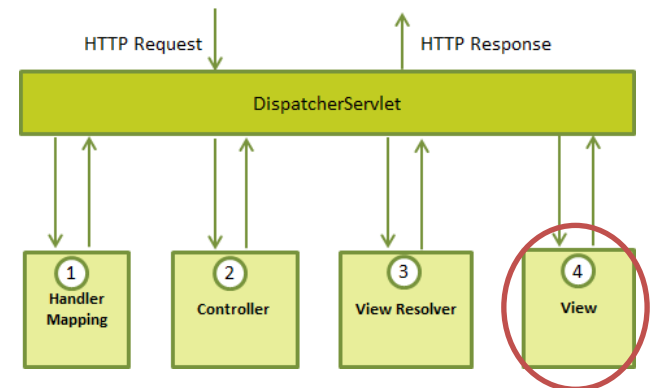 HTTP Request
HTTP Response
DispatcherServlet
1
Handler
Mapping
2
Controller
3
View Resolver
4
View